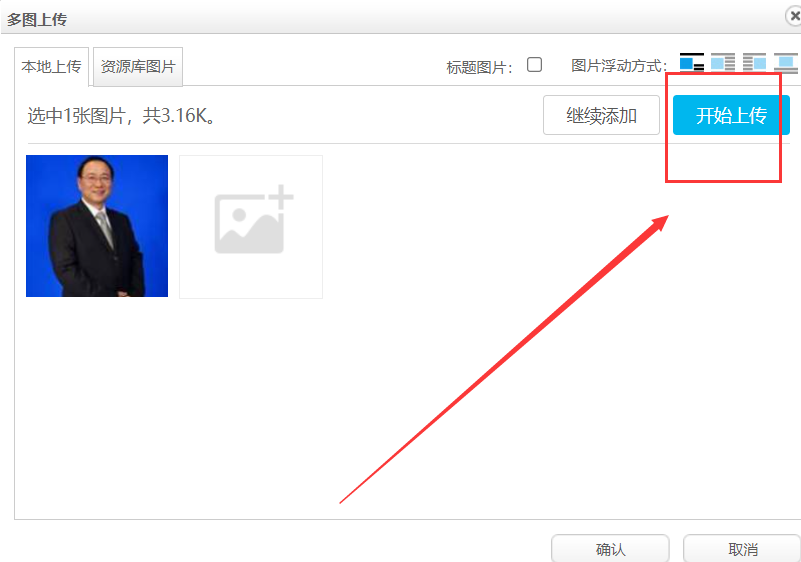 多图上传
本地上传 资源库图片 标题图片： 图片浮动方式：
选中1张图片，共3.16K。 继续添加 开始上传
确认 取消